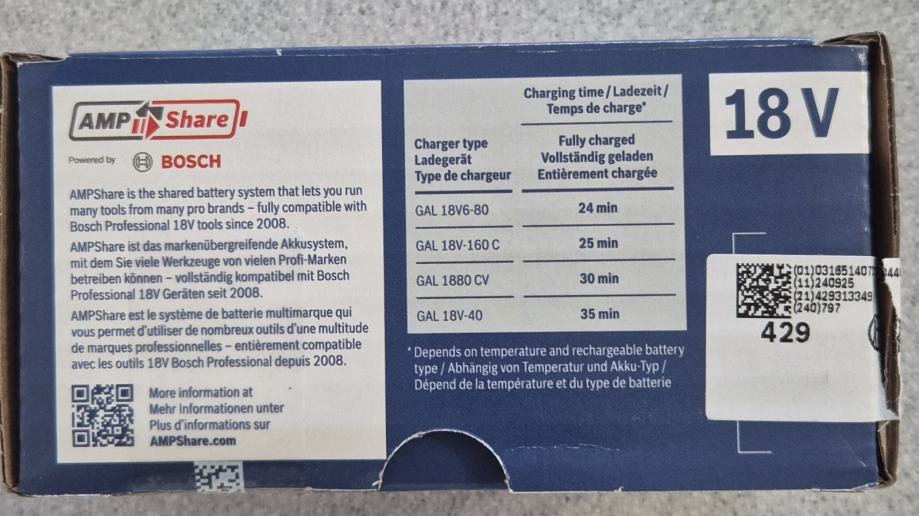 AMP Share
Powered by BOSCH
AMPShare is the shared battery system that lets you run
many tools from many pro brands – fully compatible with
Bosch Professional 18V tools since 2008.
AMPShare ist das markenübergreifende Akkusystem,
mit dem Sie viele Werkzeuge von vielen Profi-Marken
betreiben können – vollständig kompatibel mit Bosch
Professional 18V Geräten seit 2008.
AMPShare est le système de batterie multimarque qui
vous permet d'utiliser de nombreux outils d'une multitude
de marques professionnelles – entièrement compatible
avec les outils 18V Bosch Professional depuis 2008.
More information at
Mehr Informationen unter
Plus d'informations sur
AMPShare.com
Charging time / Ladezeit /
Temps de charge*
Charger type
Ladegerät
Type de chargeur
Fully charged
Vollständig geladen
Entièrement chargée
GAL 18V6-80 24 min
GAL 18V-160 C 25 min
GAL 1880 CV 30 min
GAL 18V-40 35 min
* Depends on temperature and rechargeable battery
type / Abhängig von Temperatur und Akku-Typ /
Dépend de la température et du type de batterie
18 V
(11)240925
(21)429313349
(240)797
429